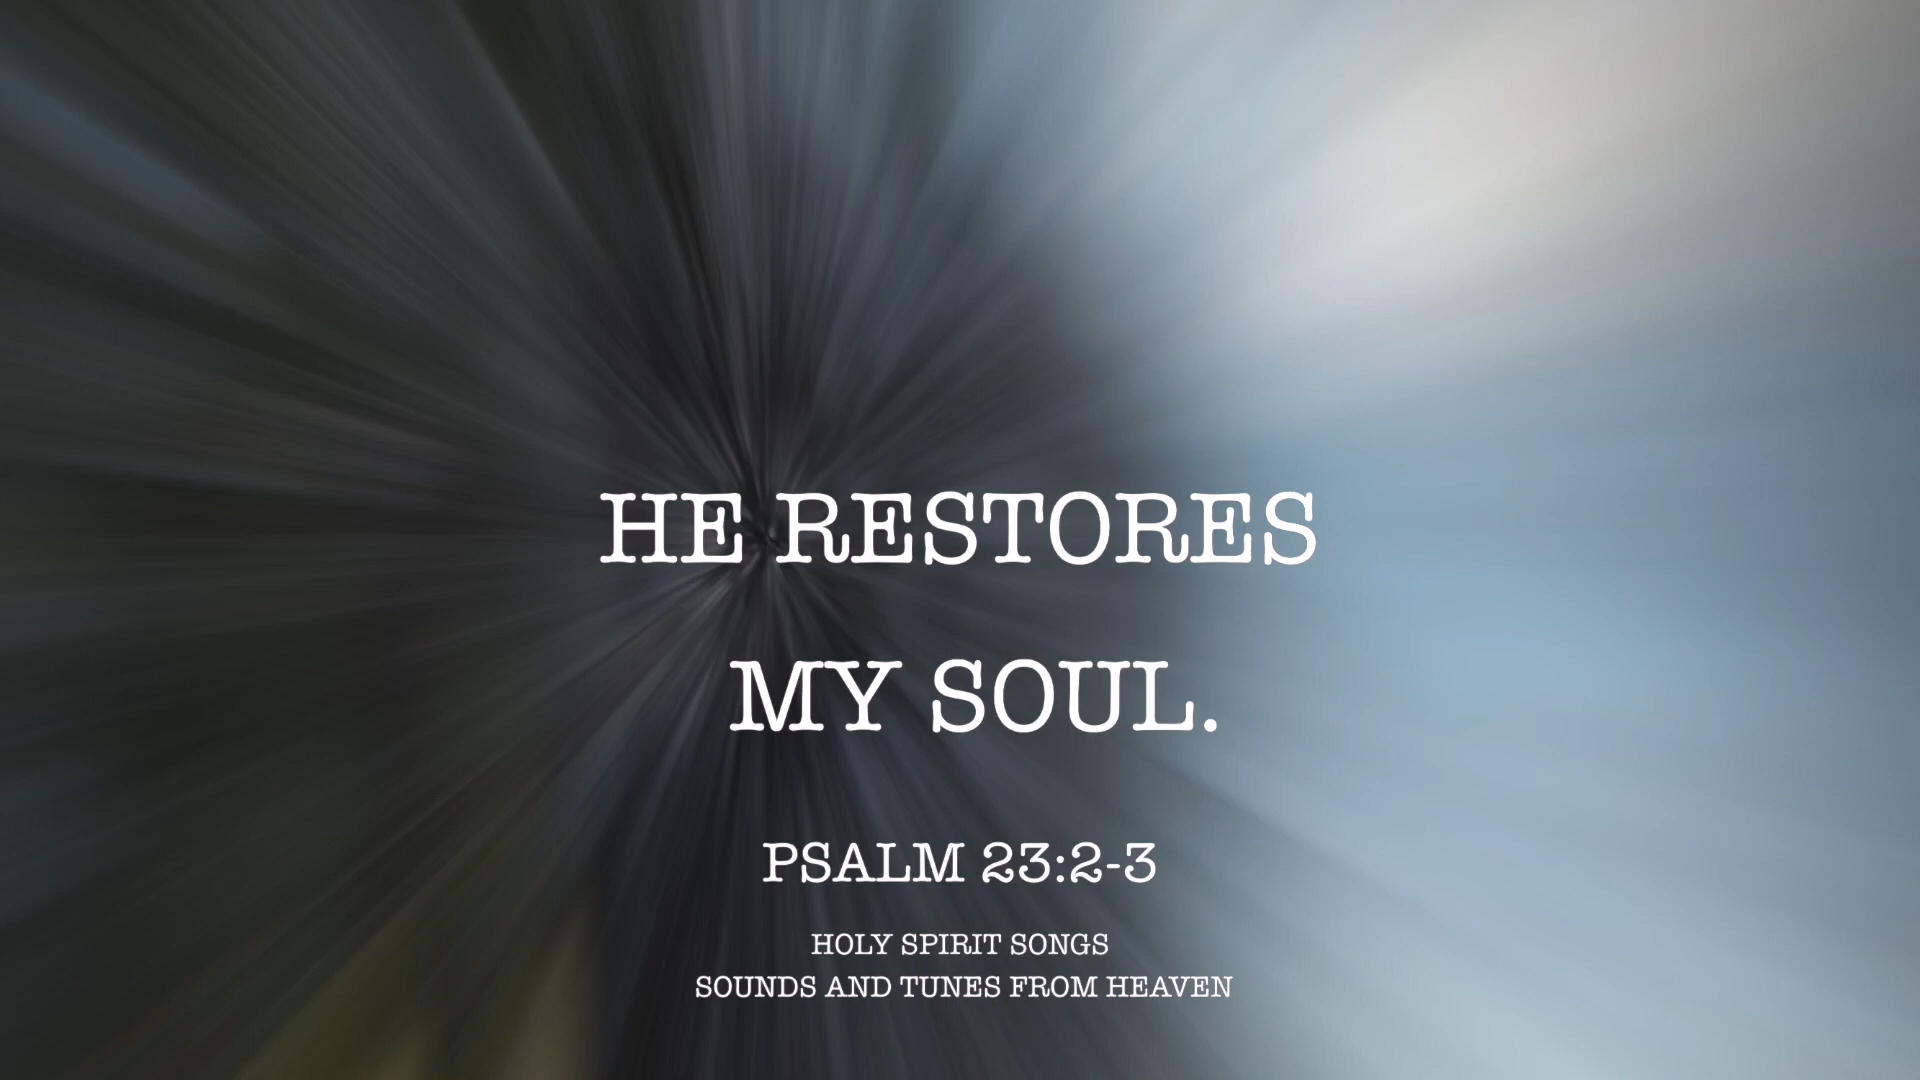 HE RESTORES
MY SOUL.
PSALM 23:2-3
HOLY SPIRIT SONGS
SOUNDS AND TUNES FROM HEAVEN